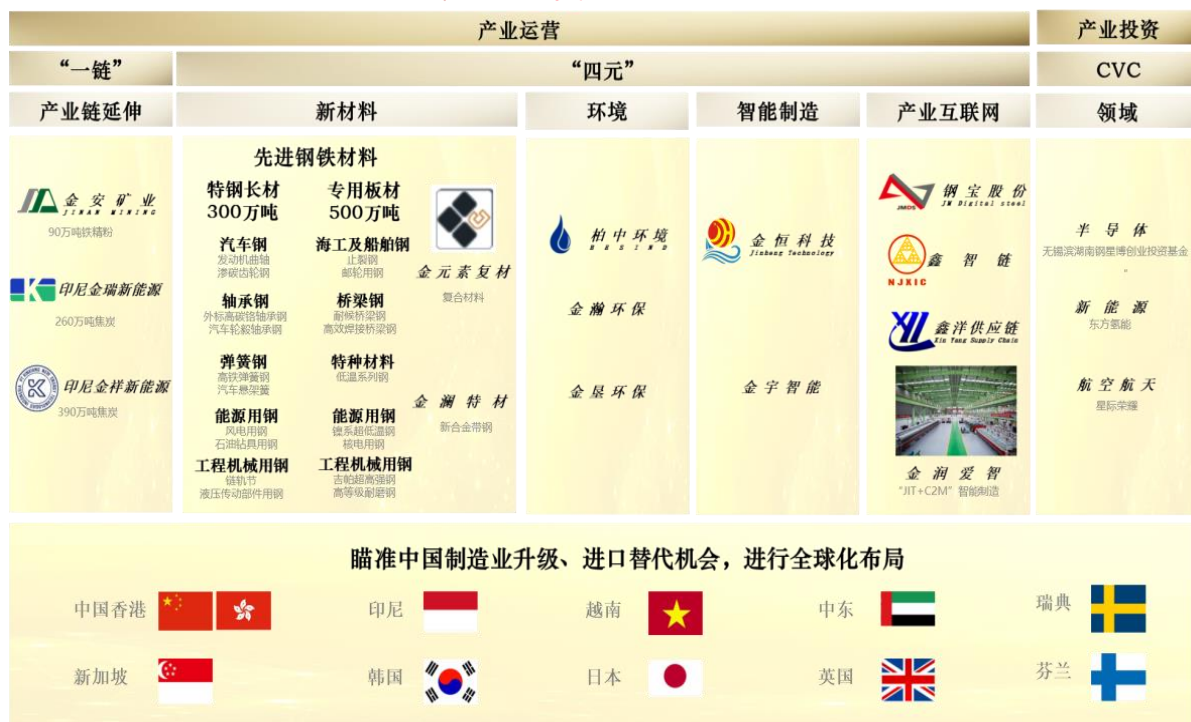 产业运营
产业投资
“一链”
“四元”
CVC
产业链延伸
新材料
环境
智能制造
产业互联网
领域
金安矿业
JINAN MINING
90万吨铁精粉
印尼金瑞新能源
260万吨焦炭
印尼金祥新能源
390万吨焦炭
先进钢铁材料
特钢长材
300万吨
汽车钢
发动机曲轴
渗碳齿轮钢
轴承钢
外标高碳铬轴承钢
汽车轮毂轴承钢
弹簧钢
高铁弹簧钢
汽车悬架簧
能源用钢
风电用钢
石油钻具用钢
工程机械用钢
链轨节
液压传动部件用钢
专用板材
500万吨
海工及船舶钢
止裂钢
邮轮用钢
桥梁钢
耐候桥梁钢
高效焊接桥梁钢
特种材料
低温系列钢
能源用钢
镍系超低温钢
核电用钢
工程机械用钢
吉帕超高强钢
高等级耐磨钢
金元素复材
复合材料
金澜特材
新合金带钢
柏中环境
BESIND
金瀚环保
金垦环保
金恒科技
Jinheng Technology
金宇智能
JMDS
钢宝股份
JM Digital steel
NJXIC
鑫智链
鑫洋供应链
Xin Yang Supply Chain
金润爱智
“JIT+C2M”智能制造
半导体
无锡滨湖南钢星博创业投资基金
”
新能源
东方氢能
航空航天
星际荣耀
瞄准中国制造业升级、进口替代机会，进行全球化布局
中国香港
印尼
越南
中东
瑞典
新加坡
韩国
日本
英国
芬兰